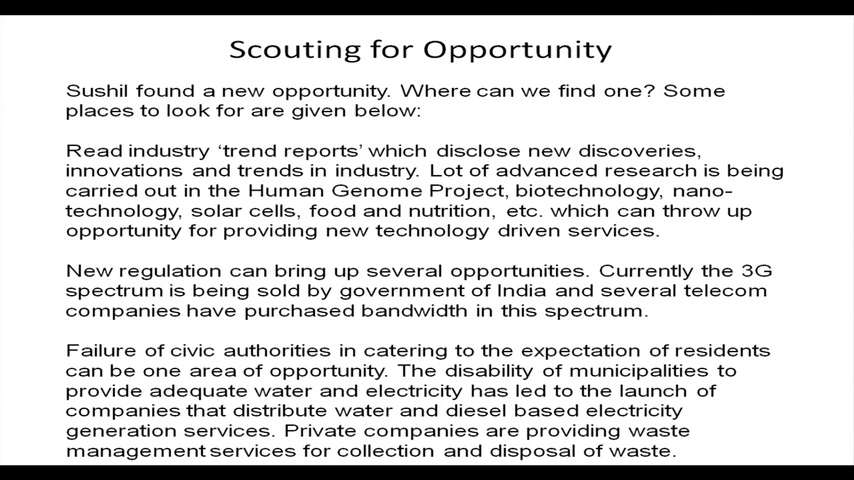 Scouting for Opportunity
Sushil found a new opportunity. Where can we find one? Some
places to look for are given below:
Read industry ‘trend reports’ which disclose new discoveries,
innovations and trends in industry. Lot of advanced research is being
carried out in the Human Genome Project, biotechnology, nano-
technology, solar cells, food and nutrition, etc. which can throw up
opportunity for providing new technology driven services.
New regulation can bring up several opportunities. Currently the 3G
spectrum is being sold by government of India and several telecom
companies have purchased bandwidth in this spectrum.
Failure of civic authorities in catering to the expectation of residents
can be one area of opportunity. The disability of municipalities to
provide adequate water and electricity has led to the launch of
companies that distribute water and diesel based electricity
generation services. Private companies are providing waste
management services for collection and disposal of waste.